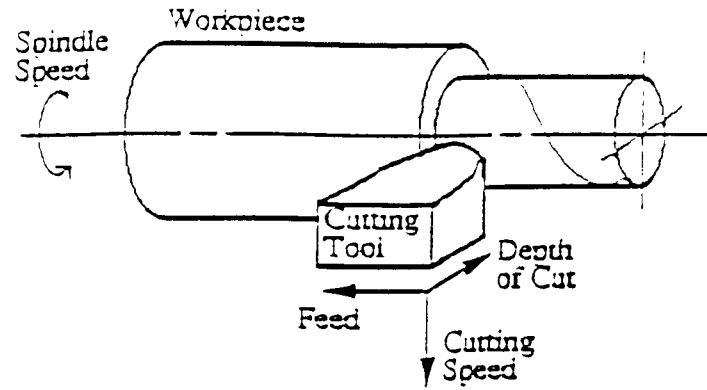 Workpiece
Spindle
Speed
Cutting
Tool
Depth
of Cut
Feed
Cutting
Speed